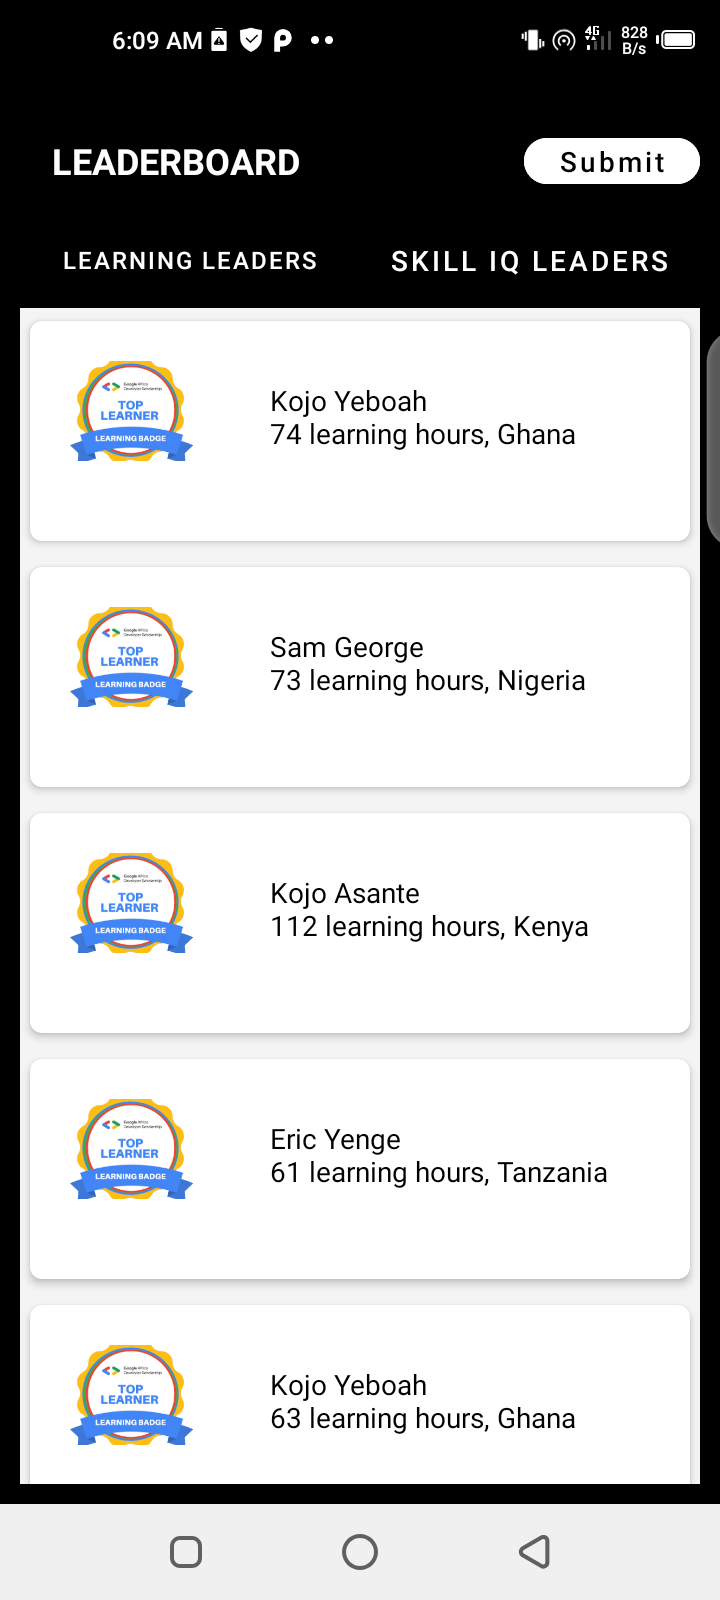 6:09 AM
4G
828
B/s
LEADERBOARD
Submit
LEARNING LEADERS
SKILL IQ LEADERS
Google Africa
Developer Scholarship
TOP
LEARNER
LEARNING BADGE
Kojo Yeboah
74 learning hours, Ghana
Google Africa
Developer Scholarship
TOP
LEARNER
LEARNING BADGE
Sam George
73 learning hours, Nigeria
Google Africa
Developer Scholarship
TOP
LEARNER
LEARNING BADGE
Kojo Asante
112 learning hours, Kenya
Google Africa
Developer Scholarship
TOP
LEARNER
LEARNING BADGE
Eric Yenge
61 learning hours, Tanzania
Google Africa
Developer Scholarship
TOP
LEARNER
LEARNING BADGE
Kojo Yeboah
63 learning hours, Ghana